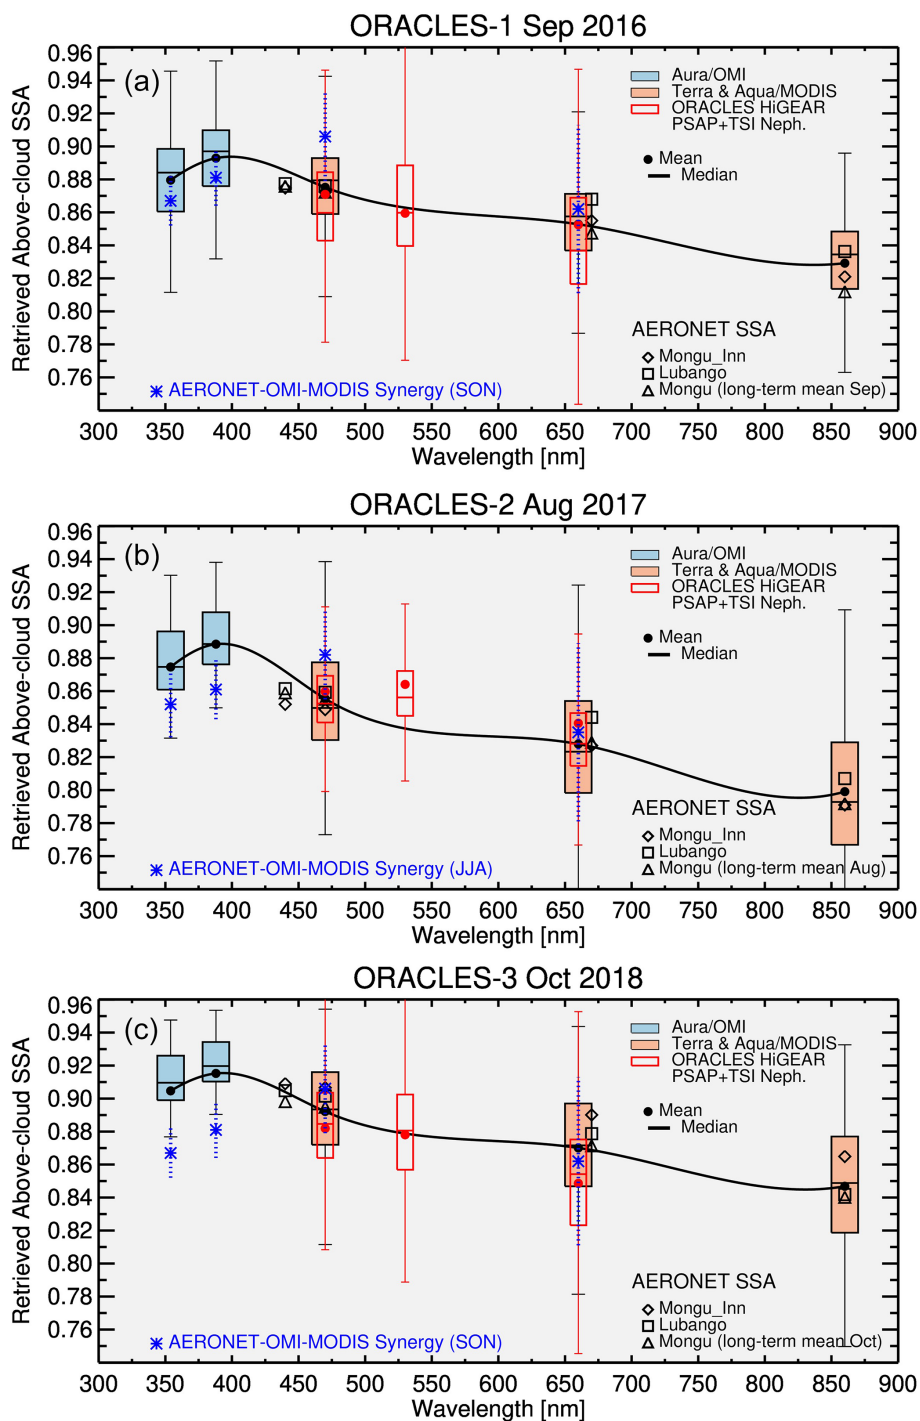 ORACLES-1 Sep 2016
(a)
0.96
0.94
0.92
0.90
0.88
0.86
0.84
0.82
0.80
0.78
0.76
Retrieved Above-cloud SSA
Aura/OMI
Terra & Aqua/MODIS
ORACLES HiGEAR
PSAP+TSI Neph.
Mean
Median
AERONET SSA
Mongu_Inn
Lubango
Mongu (long-term mean Sep)
AERONET-OMI-MODIS Synergy (SON)
300 350 400 450 500 550 600 650 700 750 800 850 900
Wavelength [nm]
ORACLES-2 Aug 2017
(b)
0.96
0.94
0.92
0.90
0.88
0.86
0.84
0.82
0.80
0.78
0.76
Retrieved Above-cloud SSA
Aura/OMI
Terra & Aqua/MODIS
ORACLES HiGEAR
PSAP+TSI Neph.
Mean
Median
AERONET SSA
Mongu_Inn
Lubango
Mongu (long-term mean Aug)
AERONET-OMI-MODIS Synergy (JJA)
300 350 400 450 500 550 600 650 700 750 800 850 900
Wavelength [nm]
ORACLES-3 Oct 2018
(c)
0.96
0.94
0.92
0.90
0.88
0.86
0.84
0.82
0.80
0.78
0.76
Retrieved Above-cloud SSA
Aura/OMI
Terra & Aqua/MODIS
ORACLES HiGEAR
PSAP+TSI Neph.
Mean
Median
AERONET SSA
Mongu_Inn
Lubango
Mongu (long-term mean Oct)
AERONET-OMI-MODIS Synergy (SON)
300 350 400 450 500 550 600 650 700 750 800 850 900
Wavelength [nm]